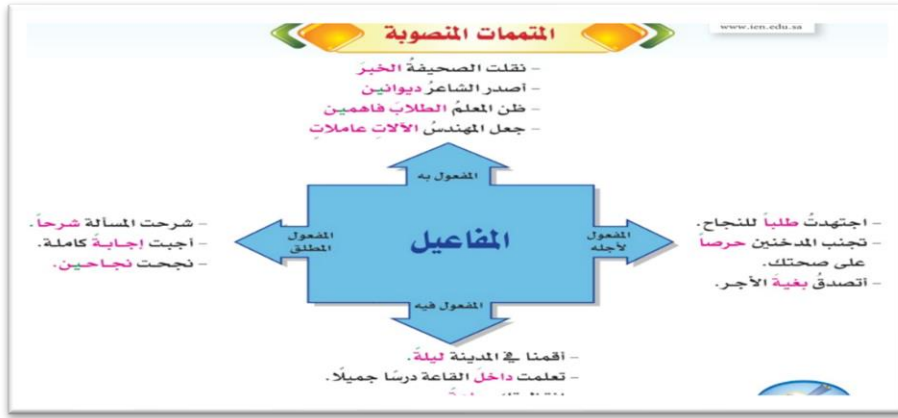 www.ien.edu.sa
المتممات المنصوبة
- نقلت الصحيفةُ الخبرَ
- أصدر الشاعرُ ديوانين
- ظن المعلمُ الطلابَ فاهمين
- جعل المهندسُ الآلاتِ عاملاتٍ
المفعول به
المفعول لأجله
- اجتهدتُ طلباً للنجاح.
- تجنب المدخنين حرصاً
على صحتك.
- أتصدقُ بغيةَ الأجر.
المفاعيل
المفعول المطلق
- شرحت المسألة شرحاً.
- أجبت إجابةً كاملة.
- نجحت نجاحين.
المفعول فيه
- أقمنا في المدينة ليلةً.
- تعلمت داخلَ القاعة درسًا جميلًا.